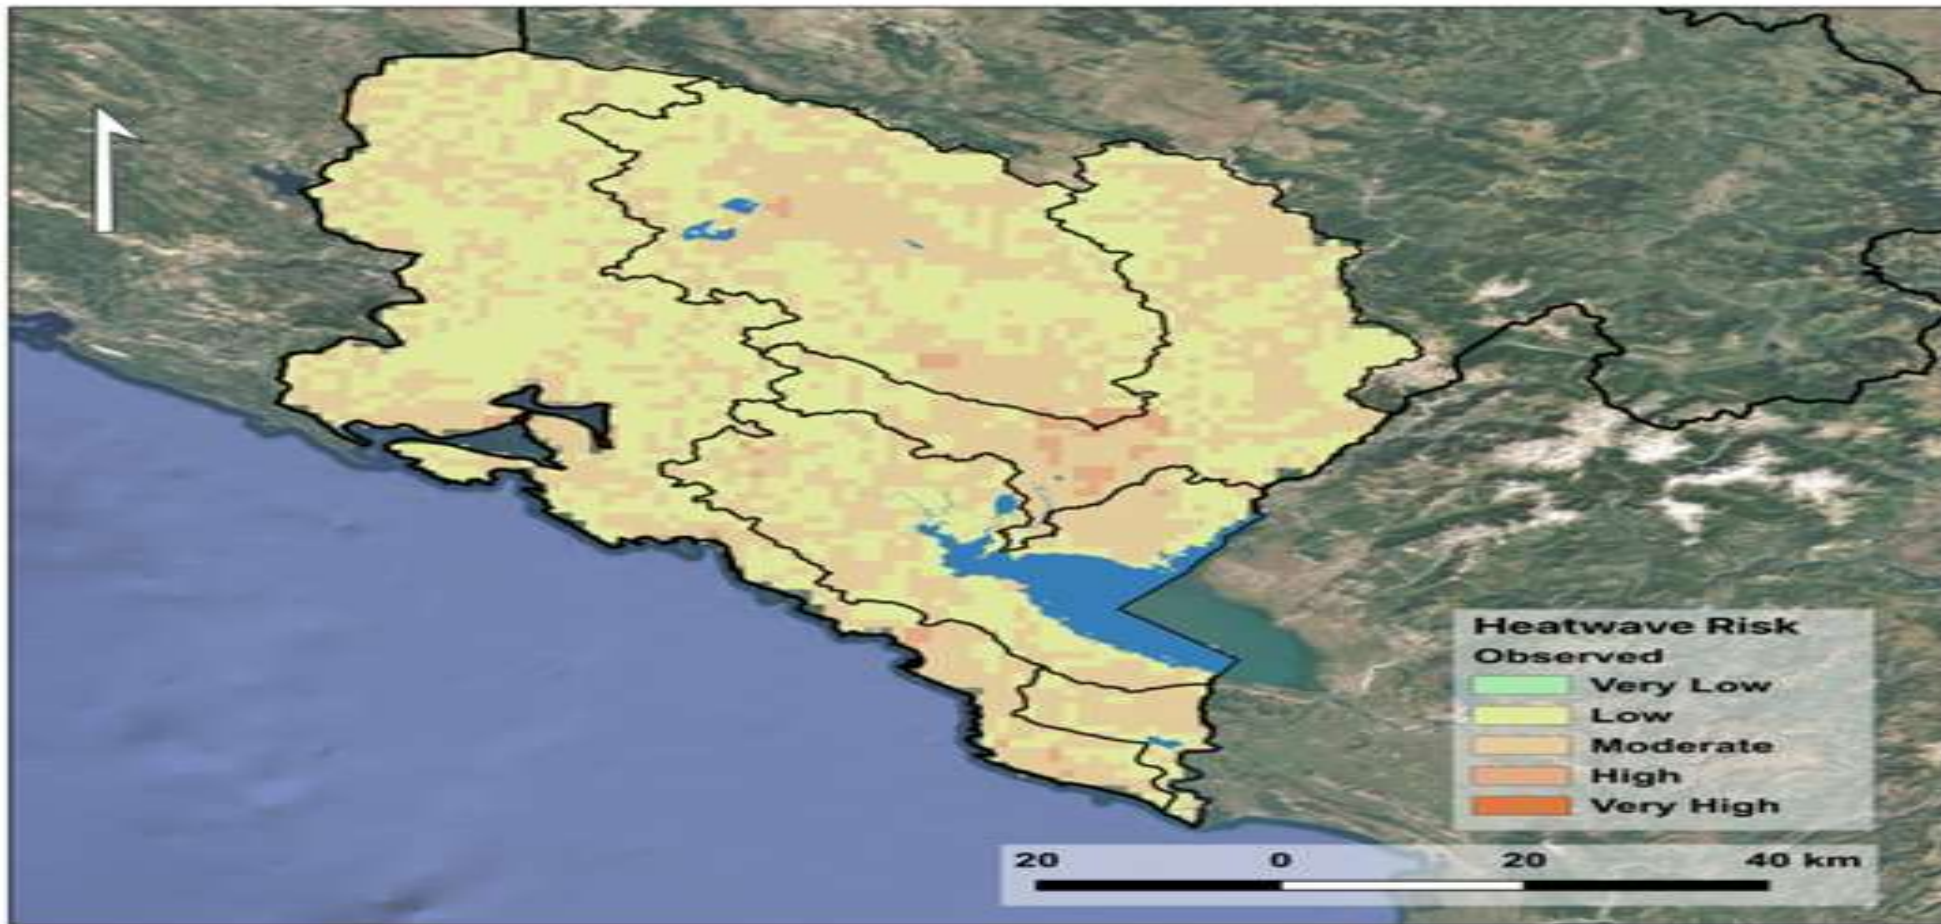 Heatwave Risk
Observed
Very Low
Low
Moderate
High
Very High
20 0 20 40 km